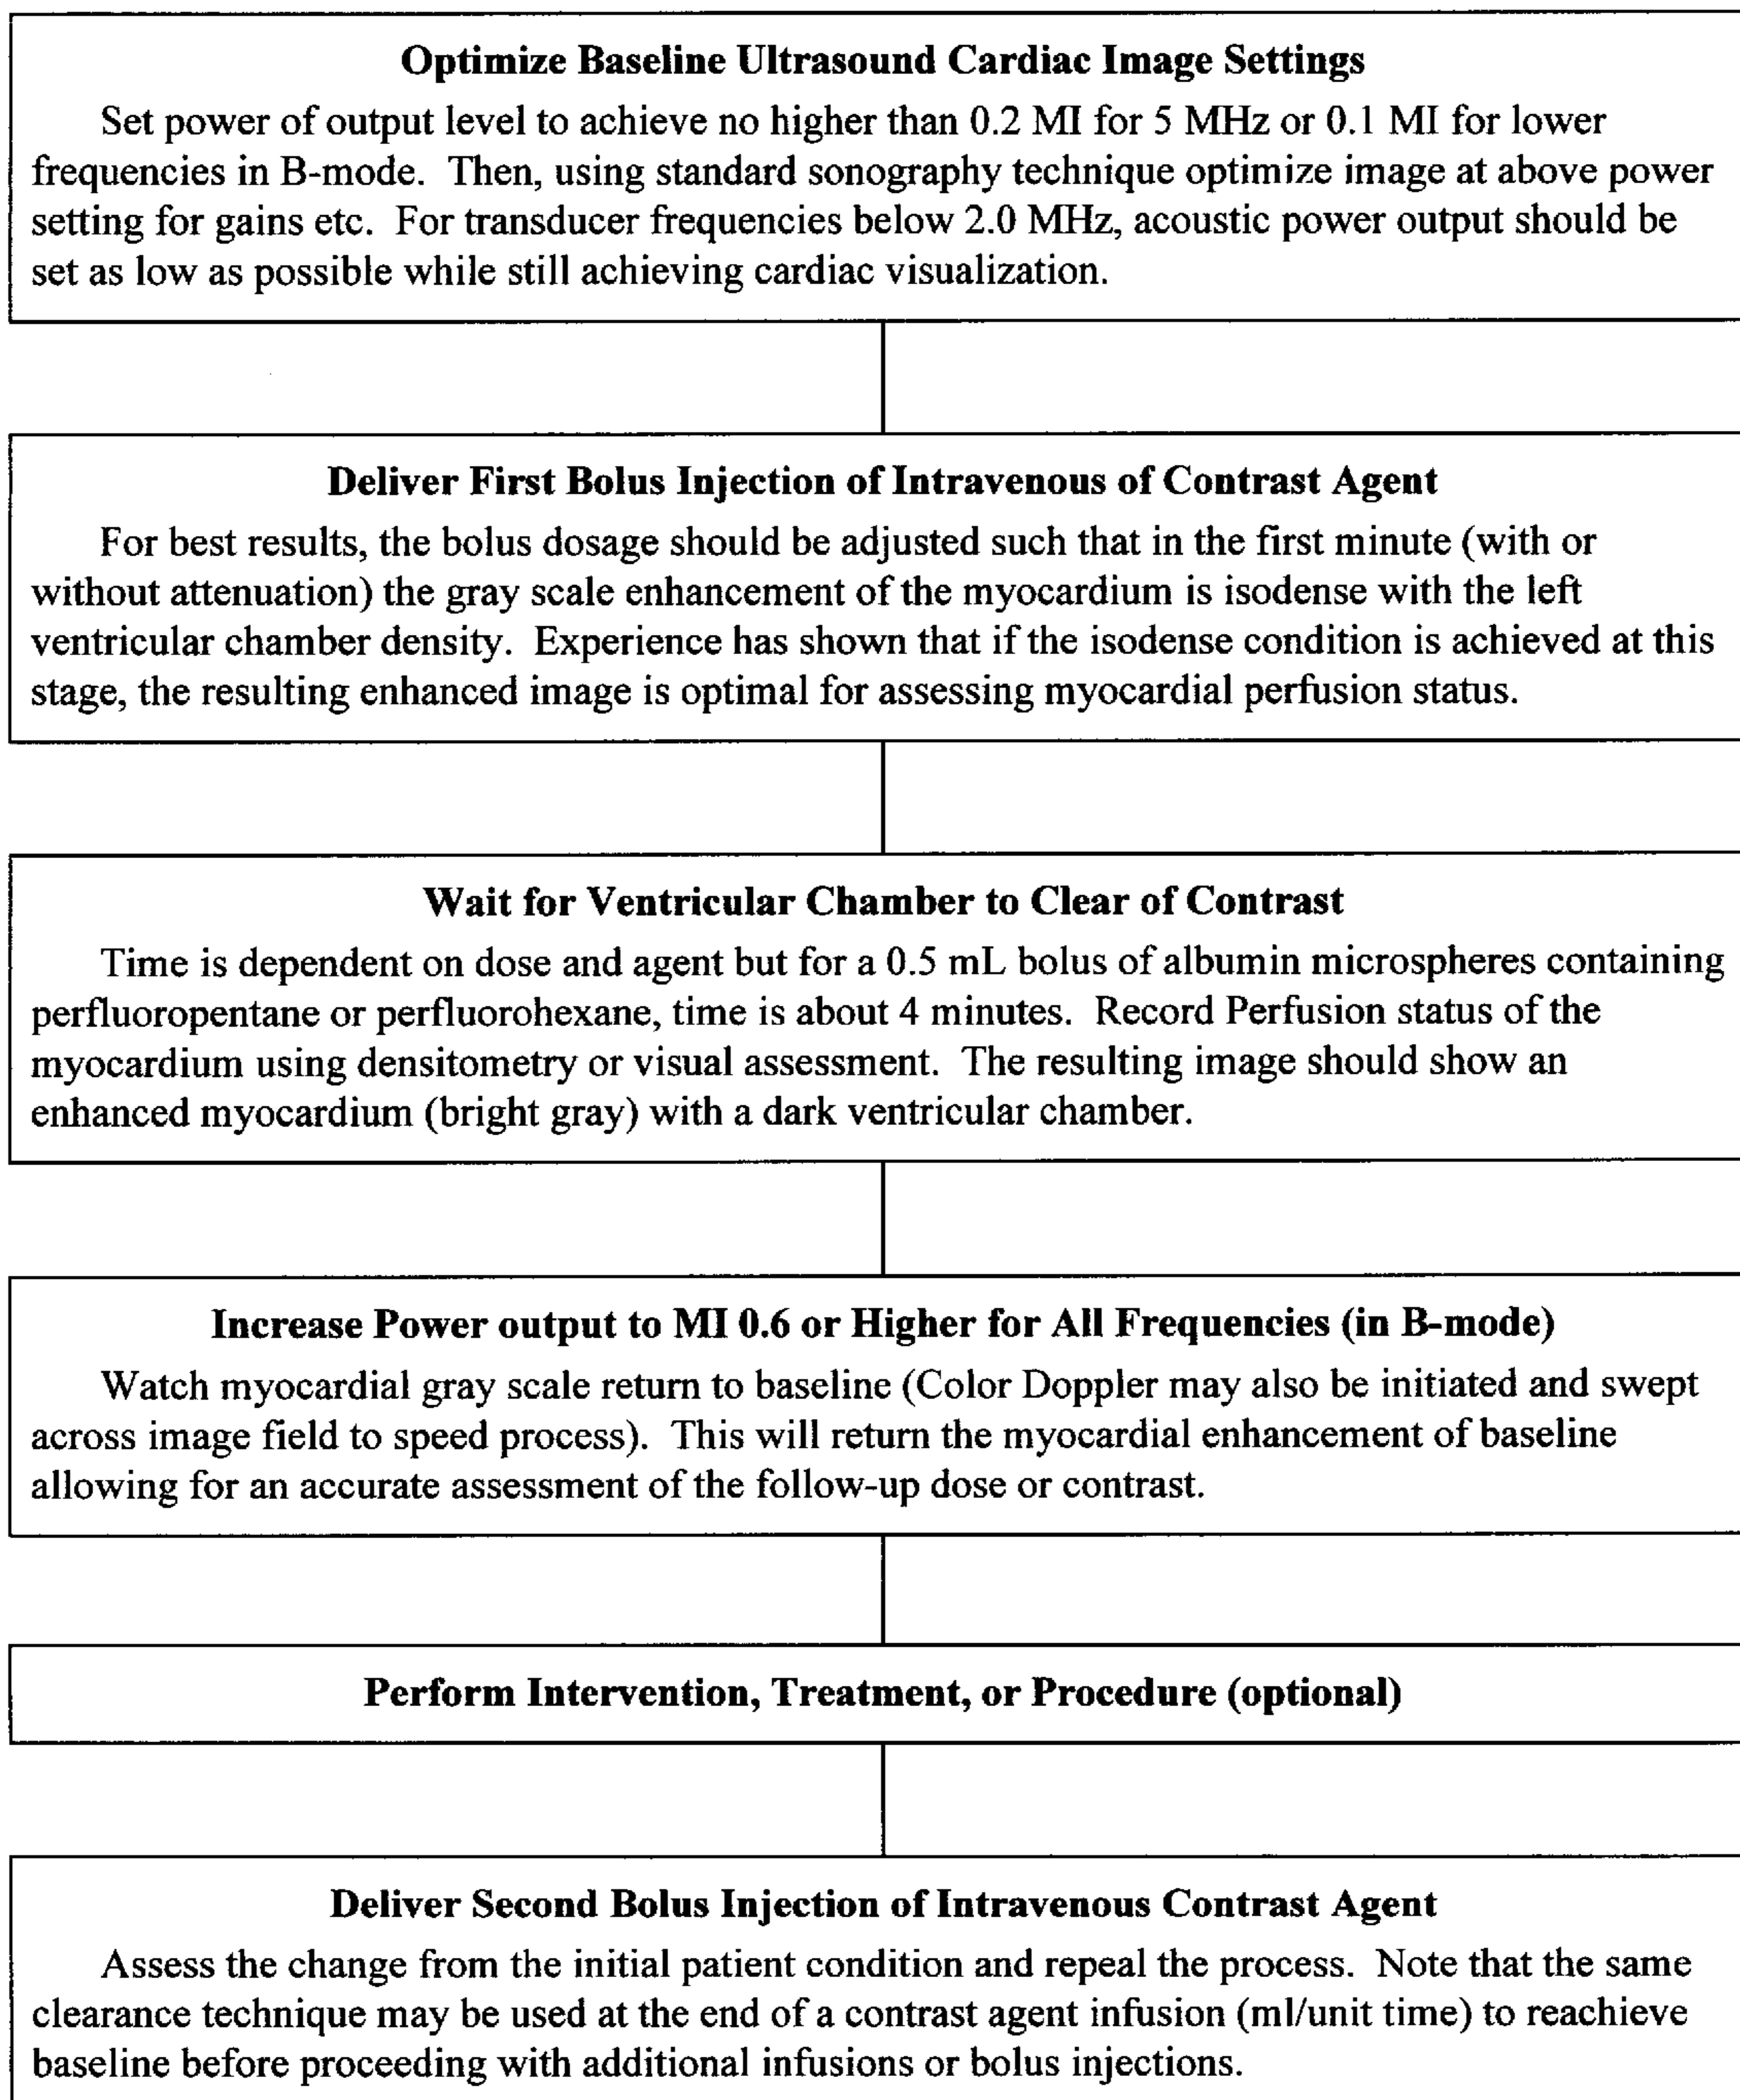 Optimize Baseline Ultrasound Cardiac Image Settings
Set power of output level to achieve no higher than 0.2 MI for 5 MHz or 0.1 MI for lower
frequencies in B-mode. Then, using standard sonography technique optimize image at above power
setting for gains etc. For transducer frequencies below 2.0 MHz, acoustic power output should be
set as low as possible while still achieving cardiac visualization.
Deliver First Bolus Injection of Intravenous of Contrast Agent
For best results, the bolus dosage should be adjusted such that in the first minute (with or
without attenuation) the gray scale enhancement of the myocardium is isodense with the left
ventricular chamber density. Experience has shown that if the isodense condition is achieved at this
stage, the resulting enhanced image is optimal for assessing myocardial perfusion status.
Wait for Ventricular Chamber to Clear of Contrast
Time is dependent on dose and agent but for a 0.5 mL bolus of albumin microspheres containing
perfluoropentane or perfluorohexane, time is about 4 minutes. Record Perfusion status of the
myocardium using densitometry or visual assessment. The resulting image should show an
enhanced myocardium (bright gray) with a dark ventricular chamber.
Increase Power output to MI 0.6 or Higher for All Frequencies (in B-mode)
Watch myocardial gray scale return to baseline (Color Doppler may also be initiated and swept
across image field to speed process). This will return the myocardial enhancement of baseline
allowing for an accurate assessment of the follow-up dose or contrast.
Perform Intervention, Treatment, or Procedure (optional)
Deliver Second Bolus Injection of Intravenous Contrast Agent
Assess the change from the initial patient condition and repeal the process. Note that the same
clearance technique may be used at the end of a contrast agent infusion (ml/unit time) to reachieve
baseline before proceeding with additional infusions or bolus injections.